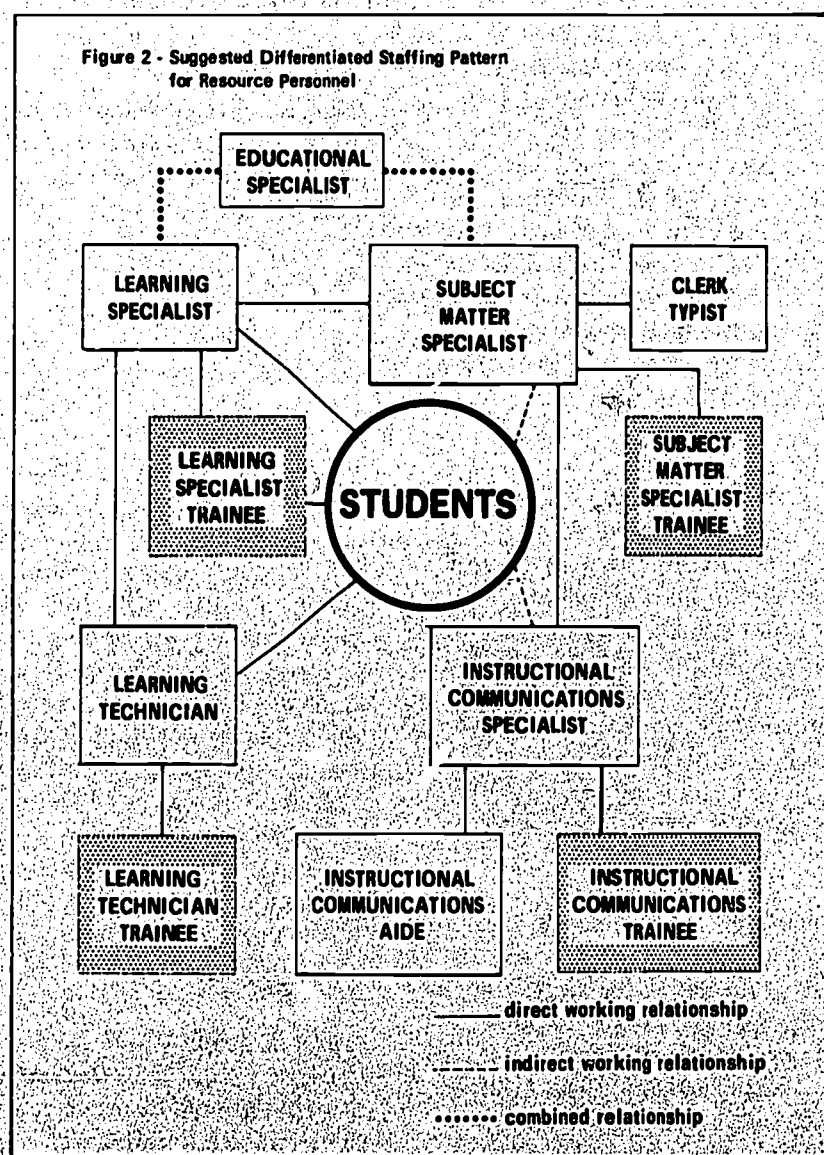 Figure 2 - Suggested Differentiated Staffing Pattern
for Resource Personnel
EDUCATIONAL
SPECIALIST
LEARNING
SPECIALIST
SUBJECT
MATTER
SPECIALIST
CLERK
TYPIST
LEARNING
SPECIALIST
TRAINEE
STUDENTS
SUBJECT
MATTER
SPECIALIST
TRAINEE
LEARNING
TECHNICIAN
INSTRUCTIONAL
COMMUNICATIONS
SPECIALIST
LEARNING
TECHNICIAN
TRAINEE
INSTRUCTIONAL
COMMUNICATIONS
AIDE
INSTRUCTIONAL
COMMUNICATIONS
TRAINEE
direct working relationship
indirect working relationship
combined relationship